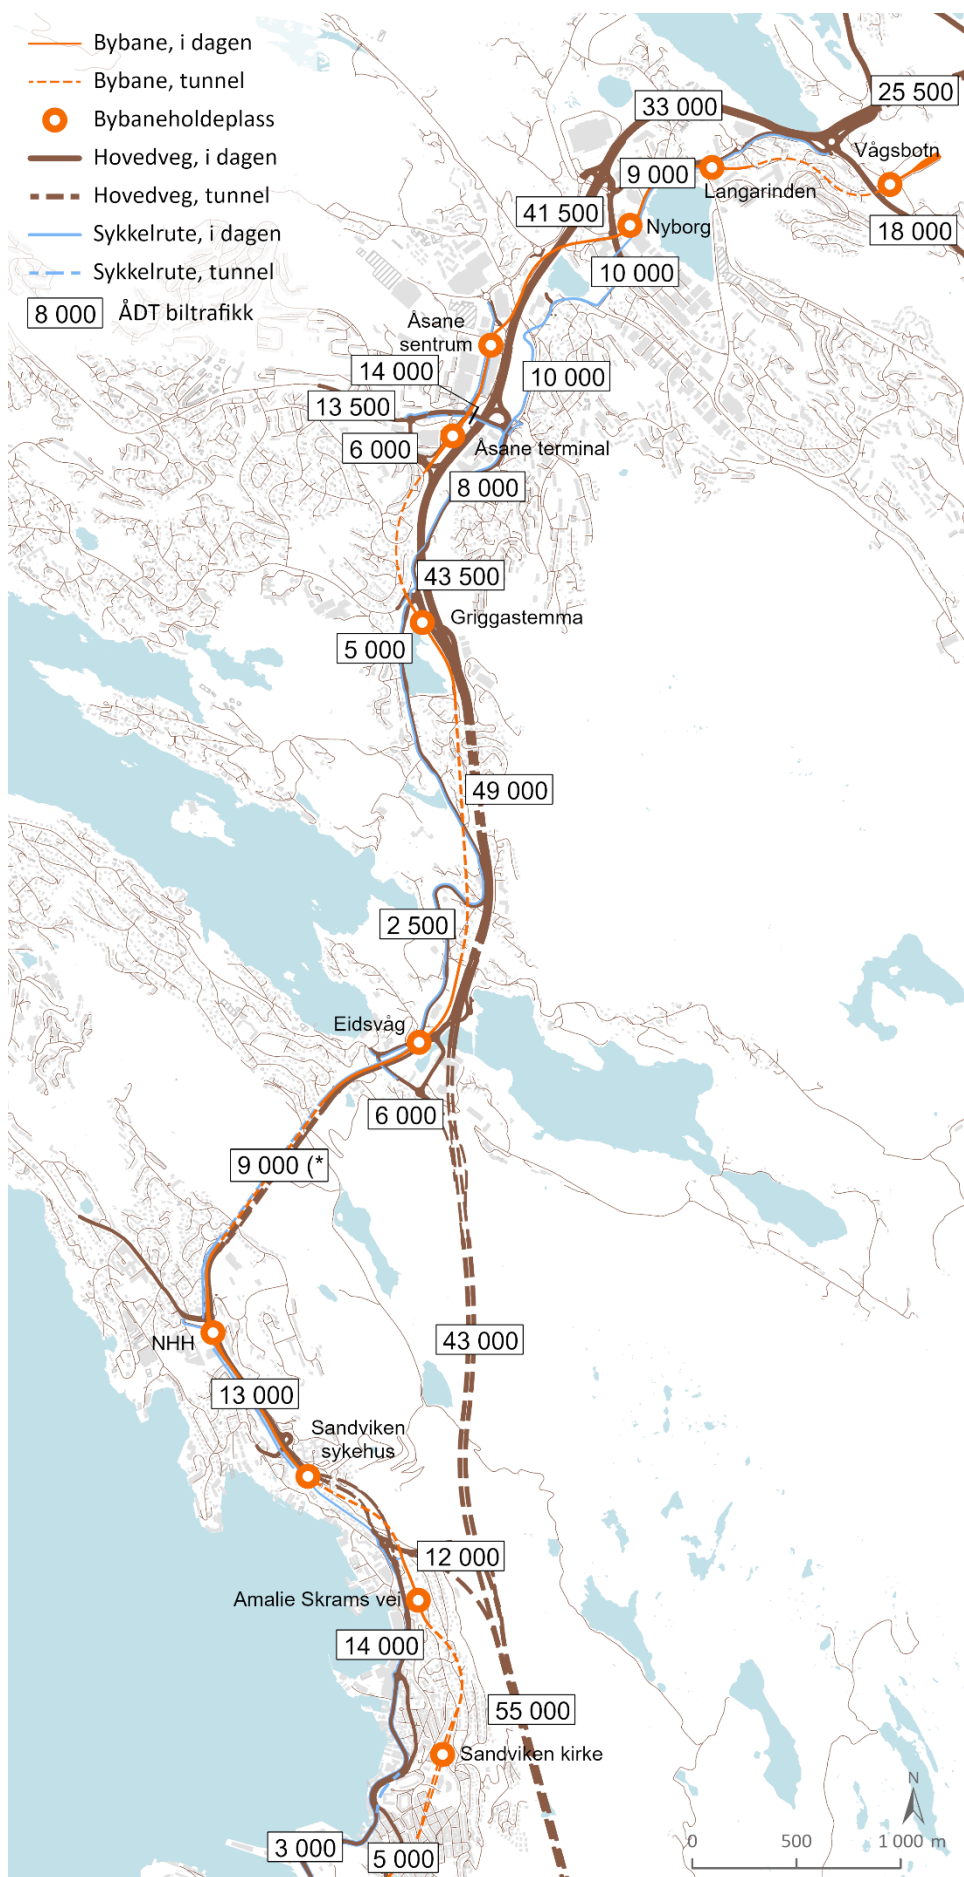 Bybane, i dagen
Bybane, tunnel
Bybaneholdeplass
Hovedveg, i dagen
Hovedveg, tunnel
Sykkelrute, i dagen
Sykkelrute, tunnel
8 000 ÅDT biltrafikk
25 500
33 000
Vågsbotn
9 000
Langarinden
41 500
Nyborg
18 000
10 000
Åsane
sentrum
14 000
10 000
13 500
6 000
Åsane terminal
8 000
43 500
Griggastemma
5 000
49 000
2 500
Eidsvåg
6 000
9 000 (*
NHH
43 000
13 000
Sandviken
sykehus
12 000
Amalie Skrams vei
14 000
55 000
Sandviken kirke
N
0 500 1 000 m
3 000
5 000